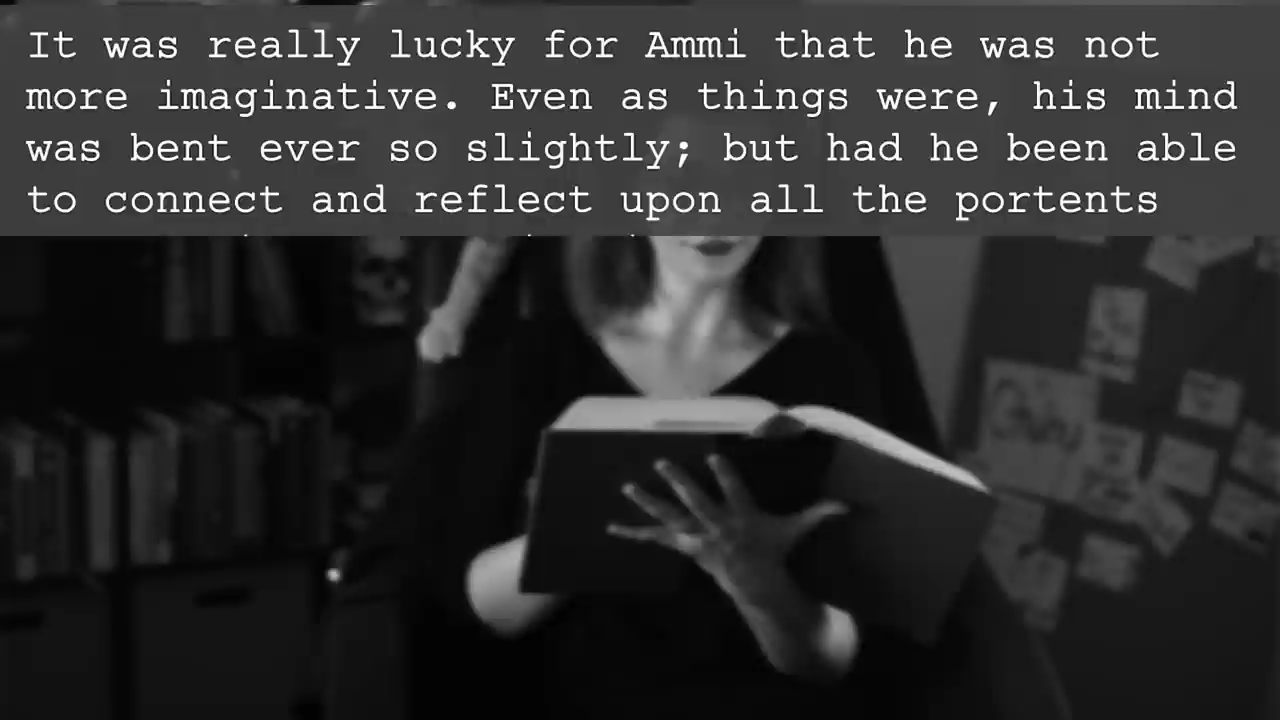 It was really lucky for Ammi that he was not
more imaginative. Even as things were, his mind
was bent ever so slightly; but had he been able
to connect and reflect upon all the portents